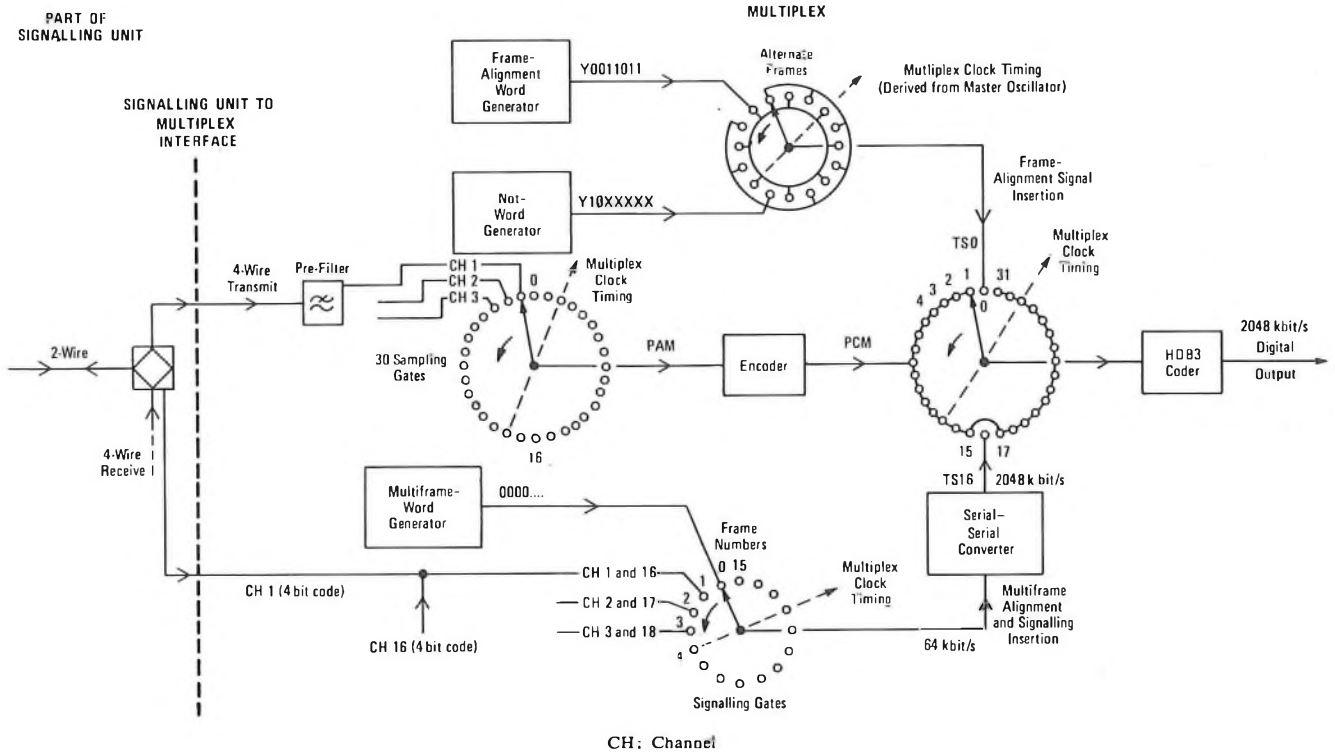 PART OF
SIGNALLING UNIT
MULTIPLEX
SIGNALLING UNIT TO
MULTIPLEX
INTERFACE
Frame-
Alignment
Word
Generator
Y0011011
Alternate
Frames
Mutliplex Clock Timing
(Derived from Master Oscillator)
Not-
Word
Generator
Y10XXXXX
Frame-
Alignment Signal
Insertion
TS0
4-Wire
Transmit
Pre-Filter
CH 1
CH 2
CH 3
0
Multiplex
Clock
Timing
30 Sampling
Gates
16
PAM
Encoder
PCM
4
3
2
1
0
31
Multiplex
Clock
Timing
15
17
HDB3
Coder
2048 kbit/s
Digital
Output
2-Wire
4-Wire
Receive
TS16
2048 k bit/s
Serial-
Serial
Converter
Multiframe-
Word
Generator
0000....
Frame
Numbers
0
15
1
2
3
4
CH 1 and 16
CH 2 and 17
CH 3 and 18
Multiplex
Clock
Timing
64 kbit/s
Multiframe
Alignment
and Signalling
Insertion
CH 1 (4 bit code)
CH 16 (4 bit code)
Signalling Gates
CH: Channel